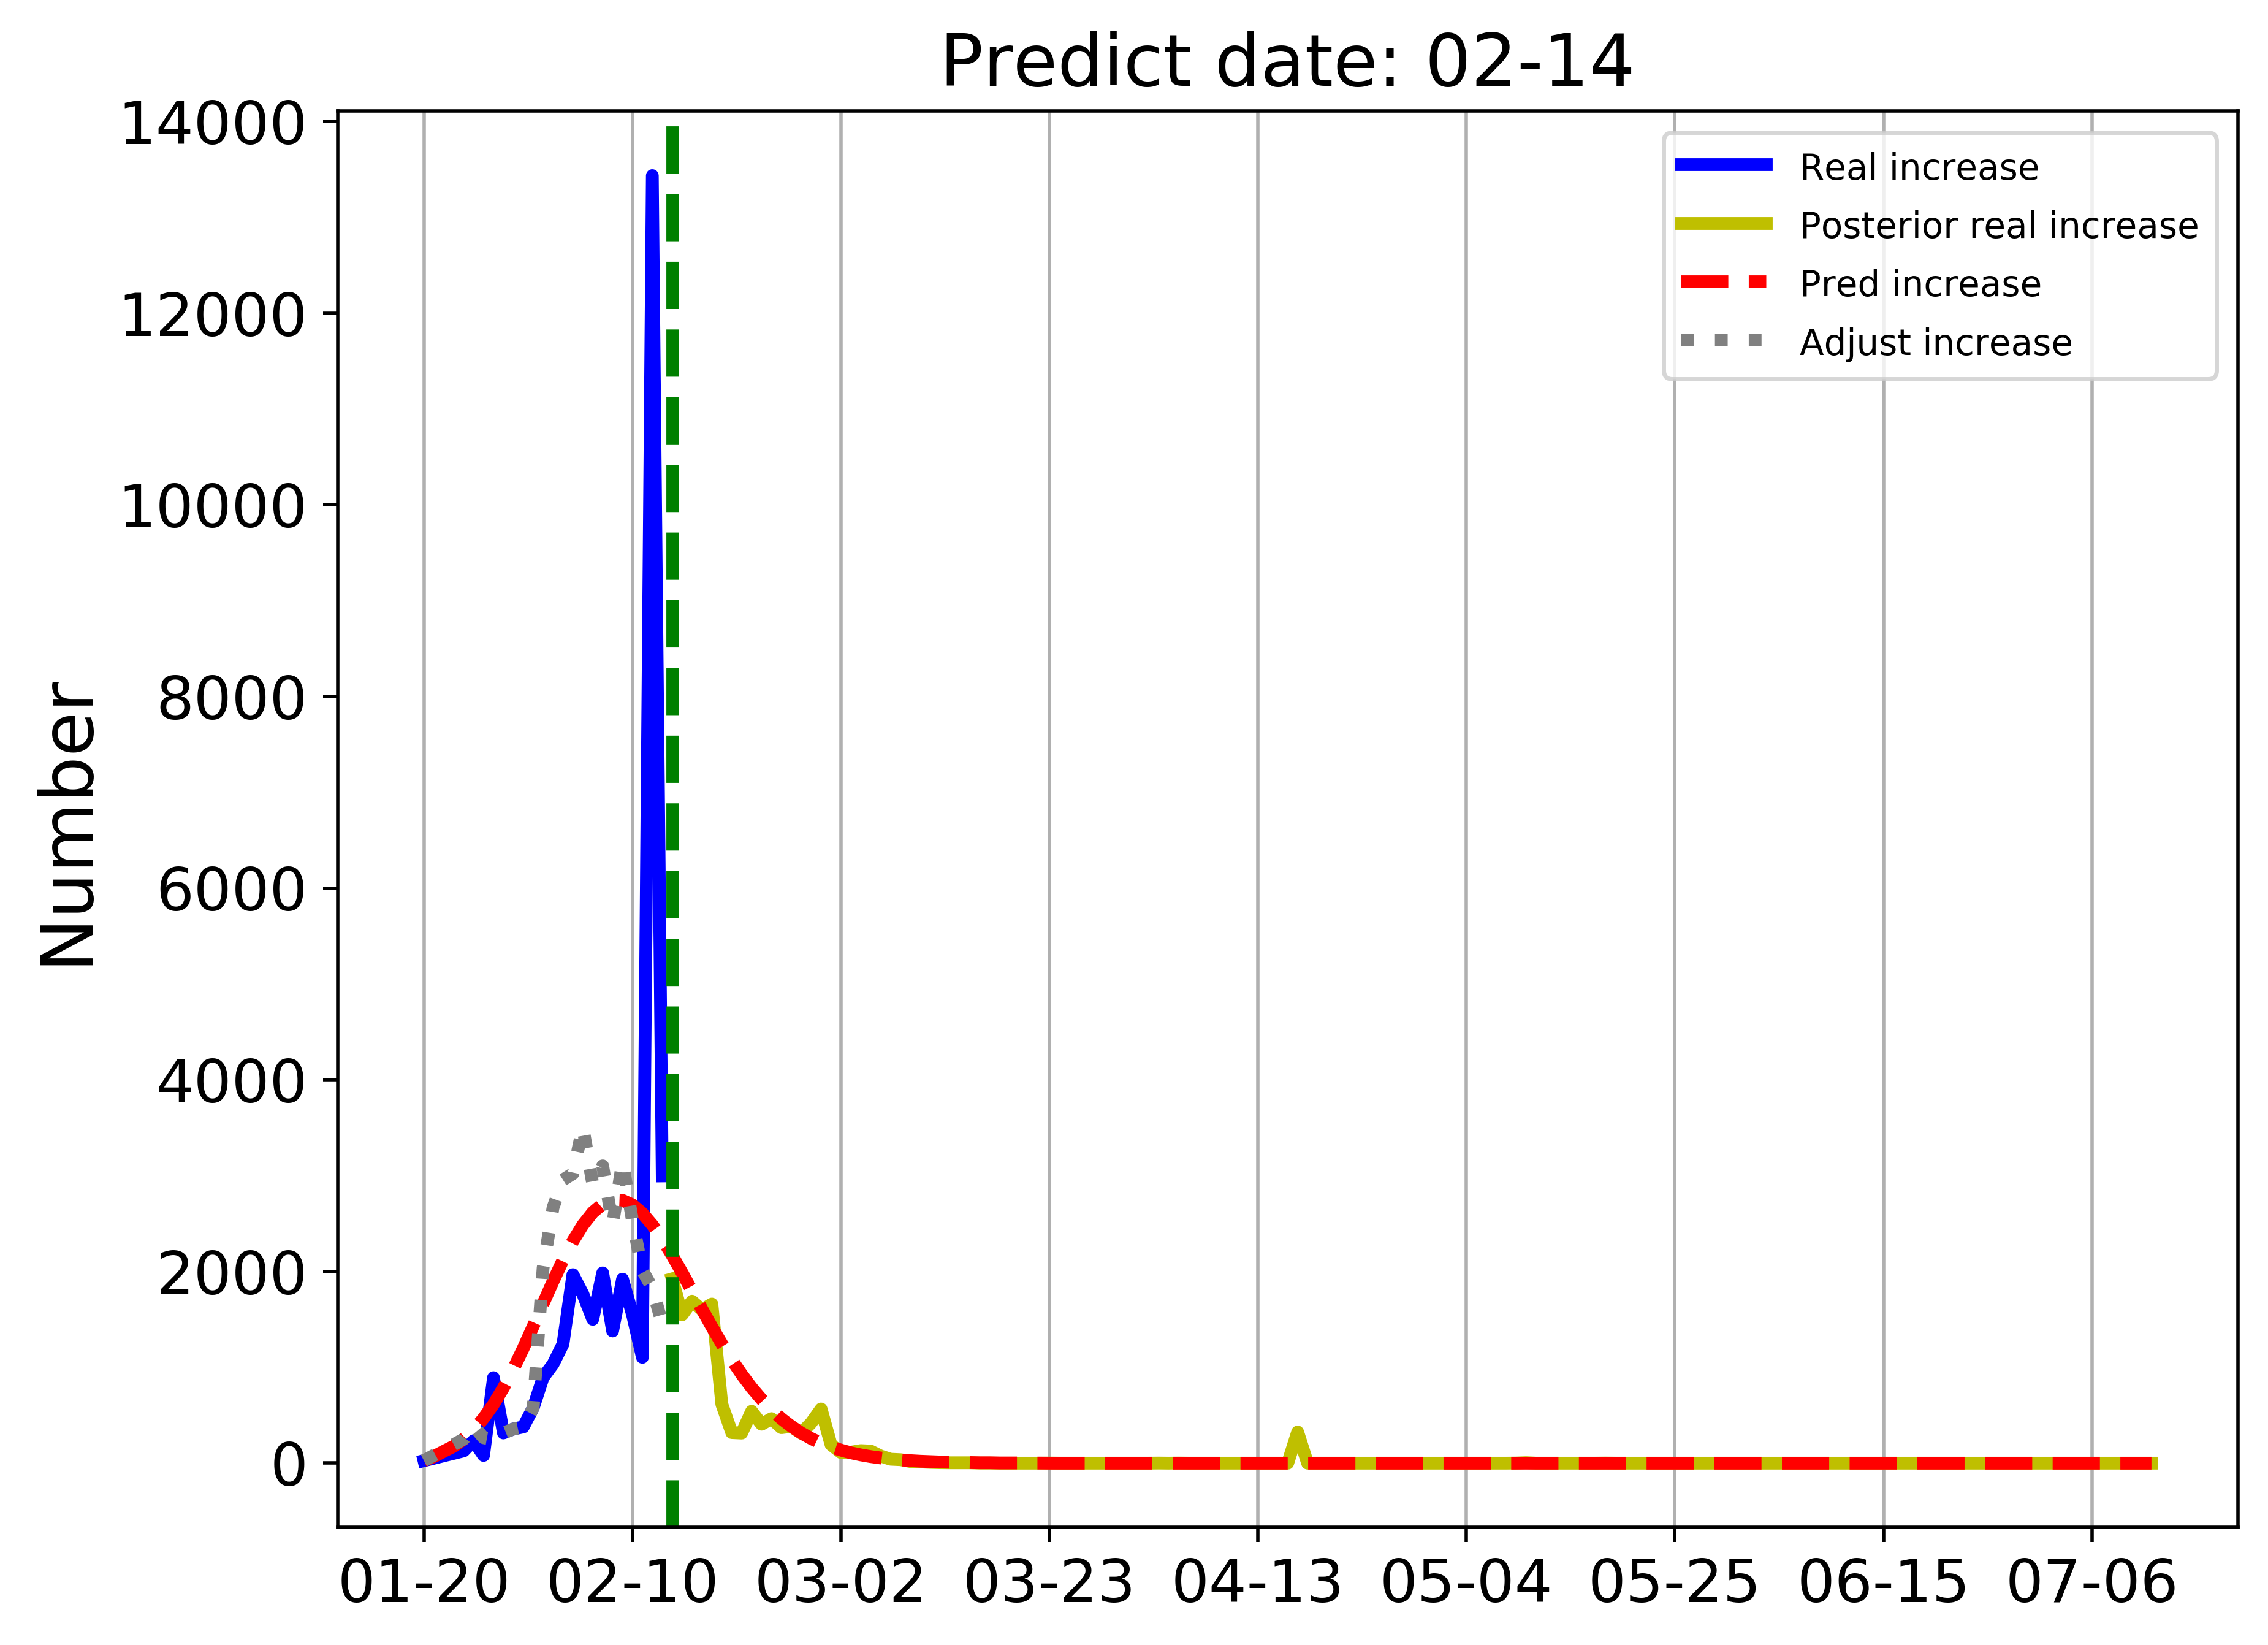 Predict date: 02-14
14000
12000
10000
8000
6000
4000
2000
0
Number
Real increase
Posterior real increase
Pred increase
Adjust increase
01-20 02-10 03-02 03-23 04-13 05-04 05-25 06-15 07-06